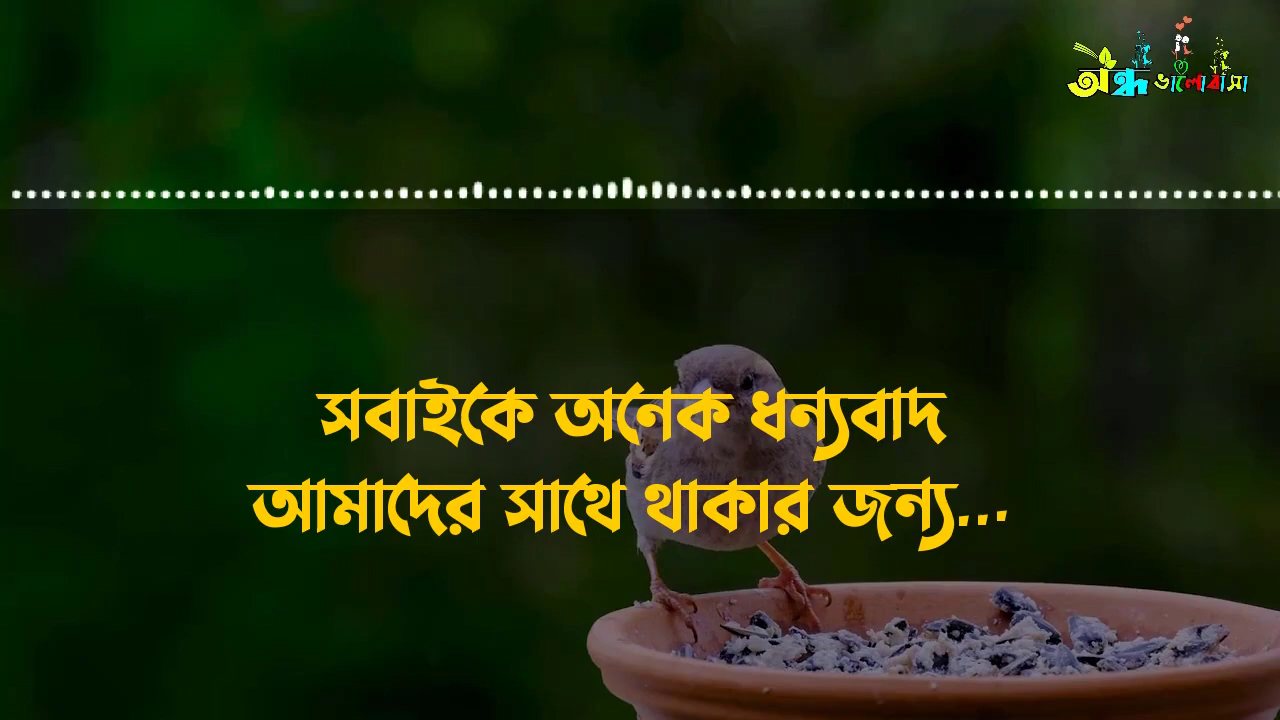 অন্ধ ভালোবাসা
সবাইকে অনেক ধন্যবাদ
আমাদের সাথে থাকার জন্য...